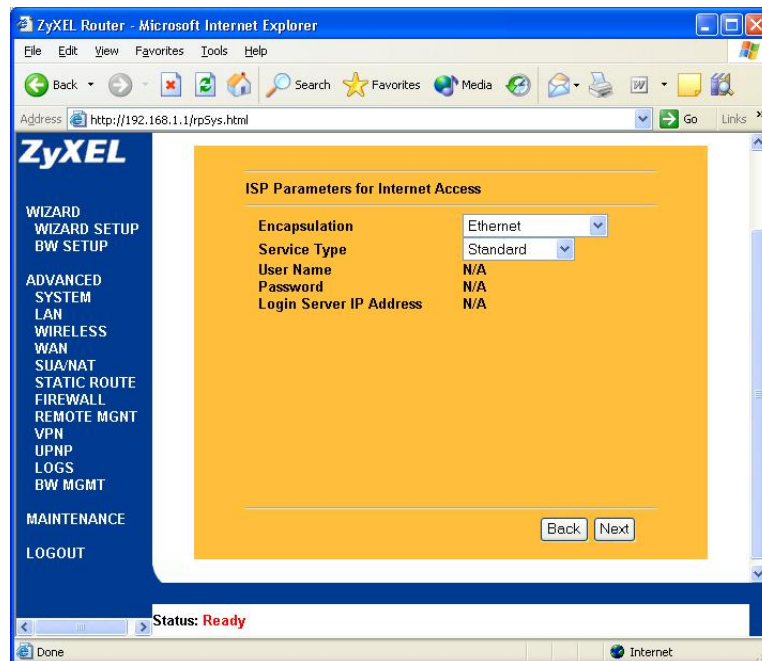 ZyXEL Router - Microsoft Internet Explorer
File Edit View Favorites Tools Help
Back Search Favorites Media
Address http://192.168.1.1/rpSys.html Go Links
ZyXEL
WIZARD
WIZARD SETUP
BW SETUP
ADVANCED
SYSTEM
LAN
WIRELESS
WAN
SUA/NAT
STATIC ROUTE
FIREWALL
REMOTE MGNT
VPN
UPNP
LOGS
BW MGMT
MAINTENANCE
LOGOUT
ISP Parameters for Internet Access
Encapsulation Ethernet
Service Type Standard
User Name N/A
Password N/A
Login Server IP Address N/A
Back Next
Status: Ready
Done Internet